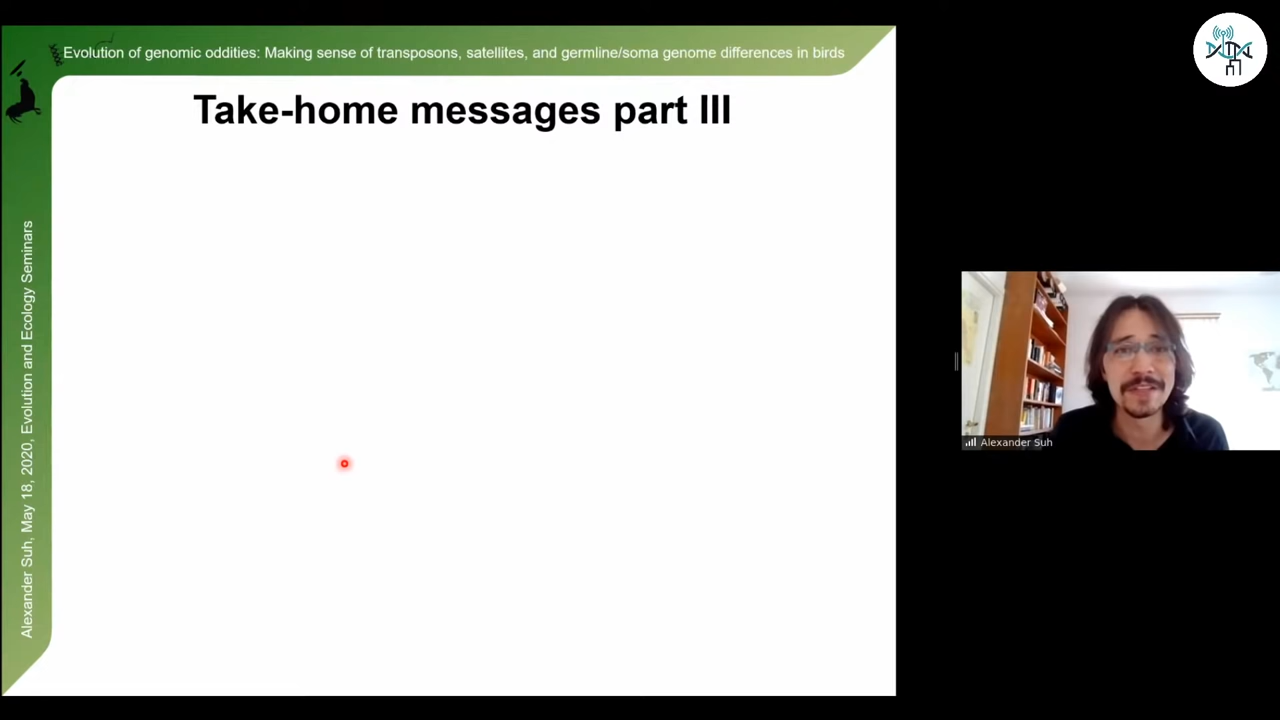 Evolution of genomic oddities: Making sense of transposons, satellites, and germline/soma genome differences in birds
Take-home messages part III
Alexander Suh, May 18, 2020, Evolution and Ecology Seminars
Alexander Suh